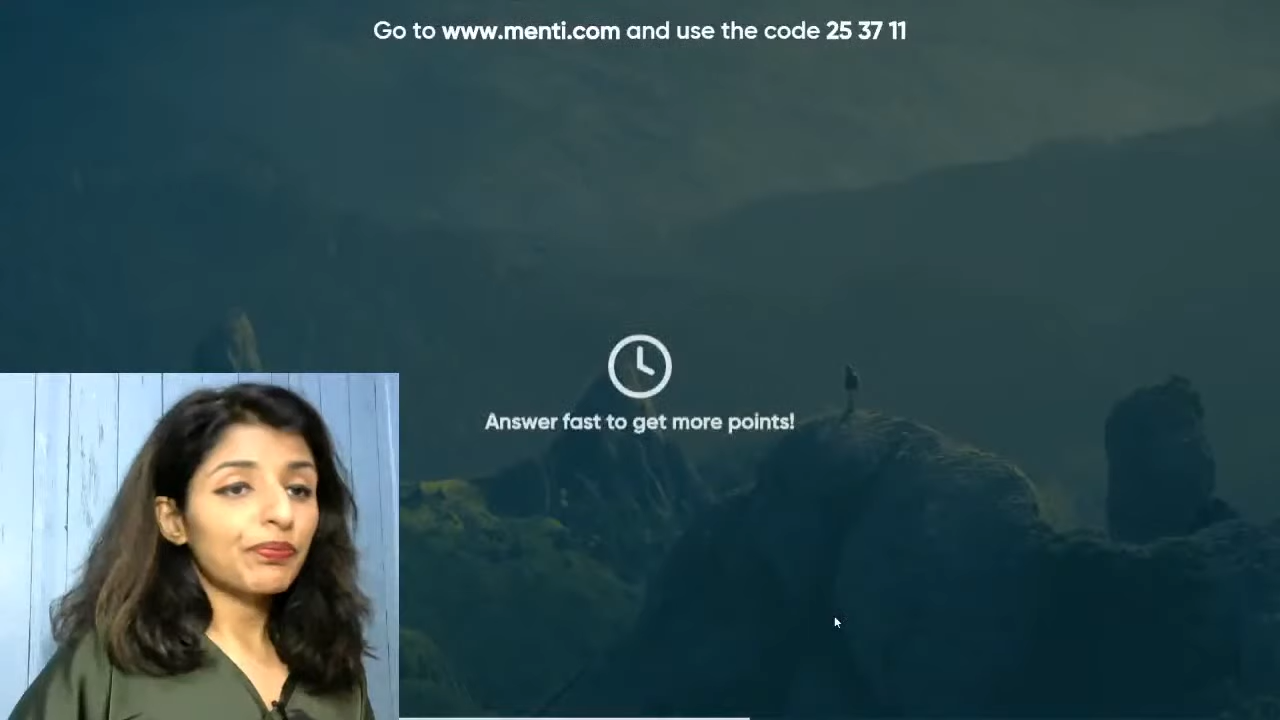 Go to www.menti.com and use the code 25 37 11
Answer fast to get more points!